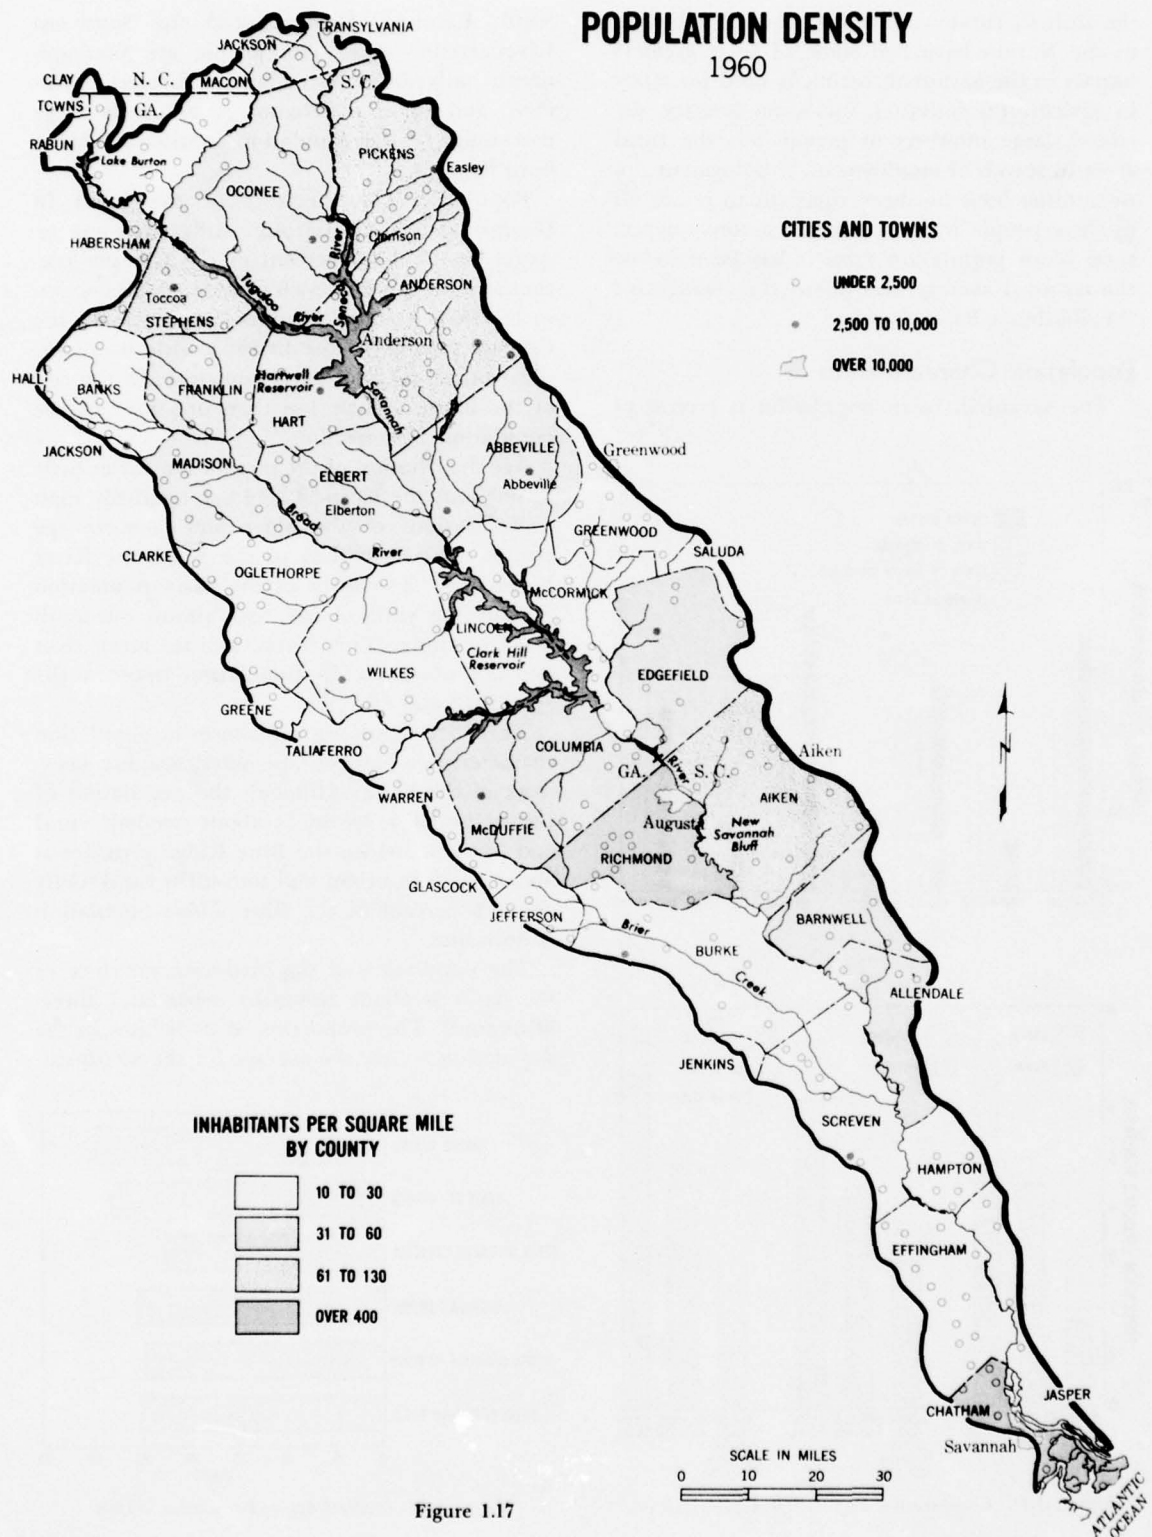 POPULATION DENSITY
1960
TRANSYLVANIA
JACKSON
CLAY
N. C.
MACON
S. C.
TOWNS
GA.
RABUN
Lake Burton
PICKENS
Easley
OCONEE
HABERSHAM
Clemson
River
Seneca
Toccoa
STEPHENS
Tugaloo
River
ANDERSON
Anderson
CITIES AND TOWNS
UNDER 2,500
2,500 TO 10,000
OVER 10,000
HALL
BANKS
FRANKLIN
Hartwell
Reservoir
Savannah
HART
JACKSON
MADISON
ELBERT
Elberton
ABBEVILLE
Abbeville
Greenwood
GREENWOOD
Broad
River
CLARKE
OGLETHORPE
SALUDA
McCORMICK
LINCOLN
Clark Hill
Reservoir
WILKES
EDGEFIELD
GREENE
TALIAFERRO
COLUMBIA
GA.
River
S. C.
Aiken
WARREN
AIKEN
McDUFFIE
Augusta
New
Savannah
Bluff
RICHMOND
GLASCOCK
JEFFERSON
Brier
Creek
BURKE
BARNWELL
ALLENDALE
JENKINS
SCREVEN
HAMPTON
EFFINGHAM
INHABITANTS PER SQUARE MILE
BY COUNTY
10 TO 30
31 TO 60
61 TO 130
OVER 400
N
CHATHAM
JASPER
Savannah
ATLANTIC
OCEAN
SCALE IN MILES
0 10 20 30
Figure 1.17